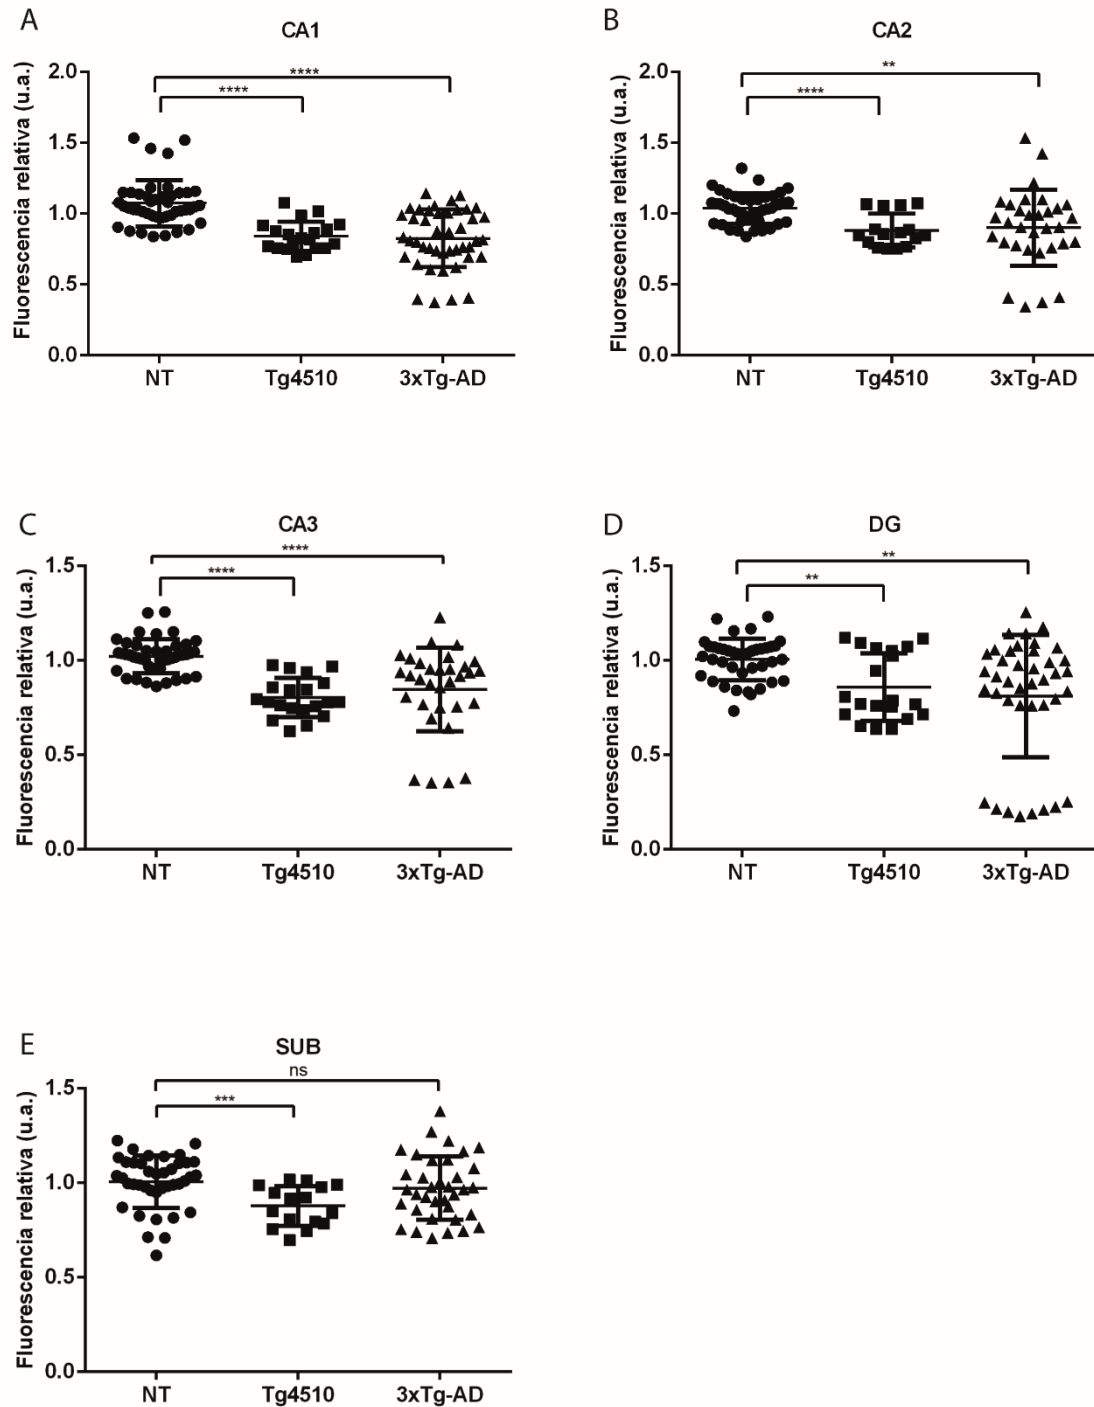 A
CA1
Fluorescencia relativa (u.a.)
2.0
1.5
1.0
0.5
0.0
****
****
NT Tg4510 3xTg-AD
B
CA2
Fluorescencia relativa (u.a.)
2.0
1.5
1.0
0.5
0.0
**
****
NT Tg4510 3xTg-AD
C
CA3
Fluorescencia relativa (u.a.)
1.5
1.0
0.5
0.0
****
****
NT Tg4510 3xTg-AD
D
DG
Fluorescencia relativa (u.a.)
1.5
1.0
0.5
0.0
**
**
NT Tg4510 3xTg-AD
E
SUB
Fluorescencia relativa (u.a.)
1.5
1.0
0.5
0.0
ns
***
NT Tg4510 3xTg-AD